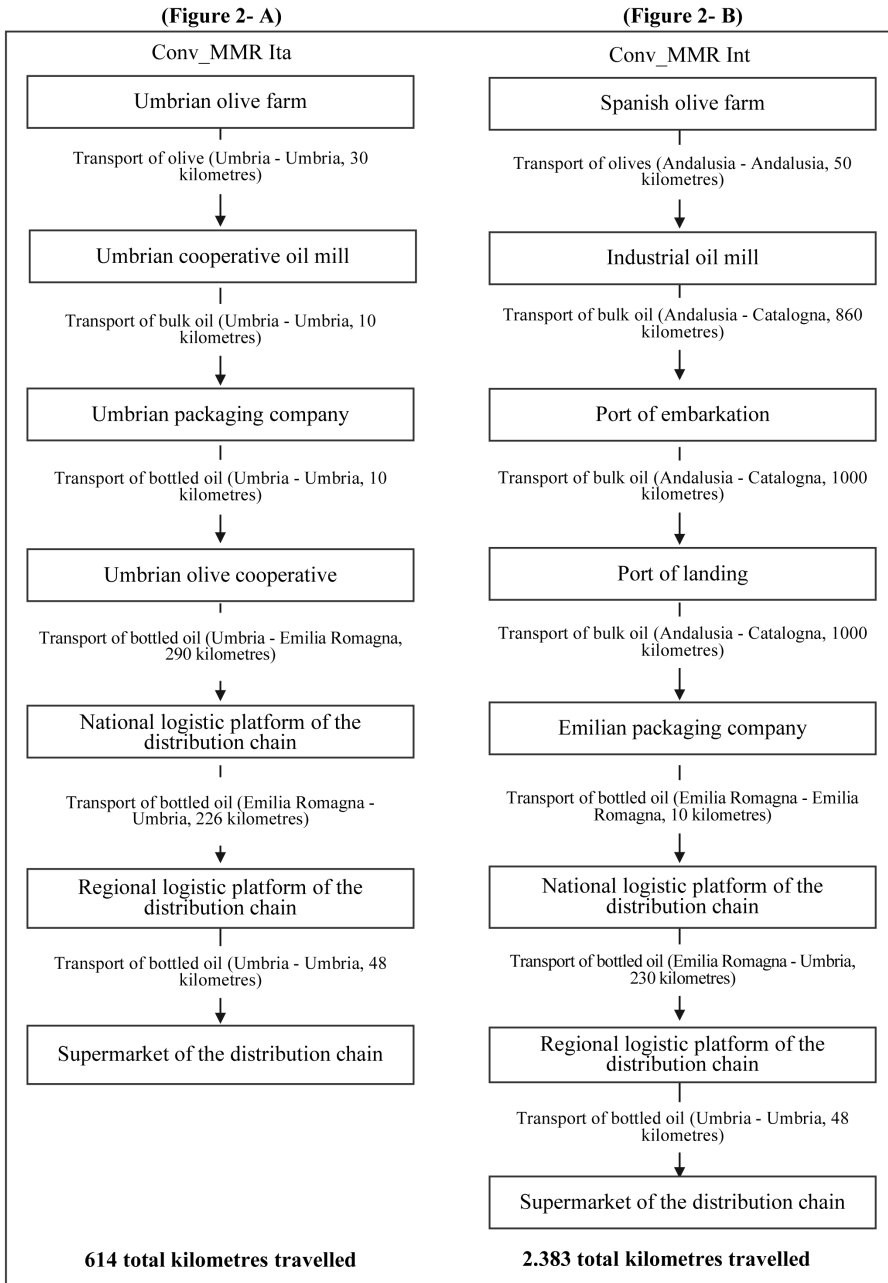 (Figure 2- A)
Conv_MMR Ita
Umbrian olive farm
Transport of olive (Umbria - Umbria, 30
kilometres)
Umbrian cooperative oil mill
Transport of bulk oil (Umbria - Umbria, 10
kilometres)
Umbrian packaging company
Transport of bottled oil (Umbria - Umbria, 10
kilometres)
Umbrian olive cooperative
Transport of bottled oil (Umbria - Emilia Romagna,
290 kilometres)
National logistic platform of the
distribution chain
Transport of bottled oil (Emilia Romagna -
Umbria, 226 kilometres)
Regional logistic platform of the
distribution chain
Transport of bottled oil (Umbria - Umbria, 48
kilometres)
Supermarket of the distribution chain
614 total kilometres travelled
(Figure 2- B)
Conv_MMR Int
Spanish olive farm
Transport of olives (Andalusia - Andalusia, 50
kilometres)
Industrial oil mill
Transport of bulk oil (Andalusia - Catalogna, 860
kilometres)
Port of embarkation
Transport of bulk oil (Andalusia - Catalogna, 1000
kilometres)
Port of landing
Transport of bulk oil (Andalusia - Catalogna, 1000
kilometres)
Emilian packaging company
Transport of bottled oil (Emilia Romagna - Emilia
Romagna, 10 kilometres)
National logistic platform of the
distribution chain
Transport of bottled oil (Emilia Romagna - Umbria,
230 kilometres)
Regional logistic platform of the
distribution chain
Transport of bottled oil (Umbria - Umbria, 48
kilometres)
Supermarket of the distribution chain
2.383 total kilometres travelled